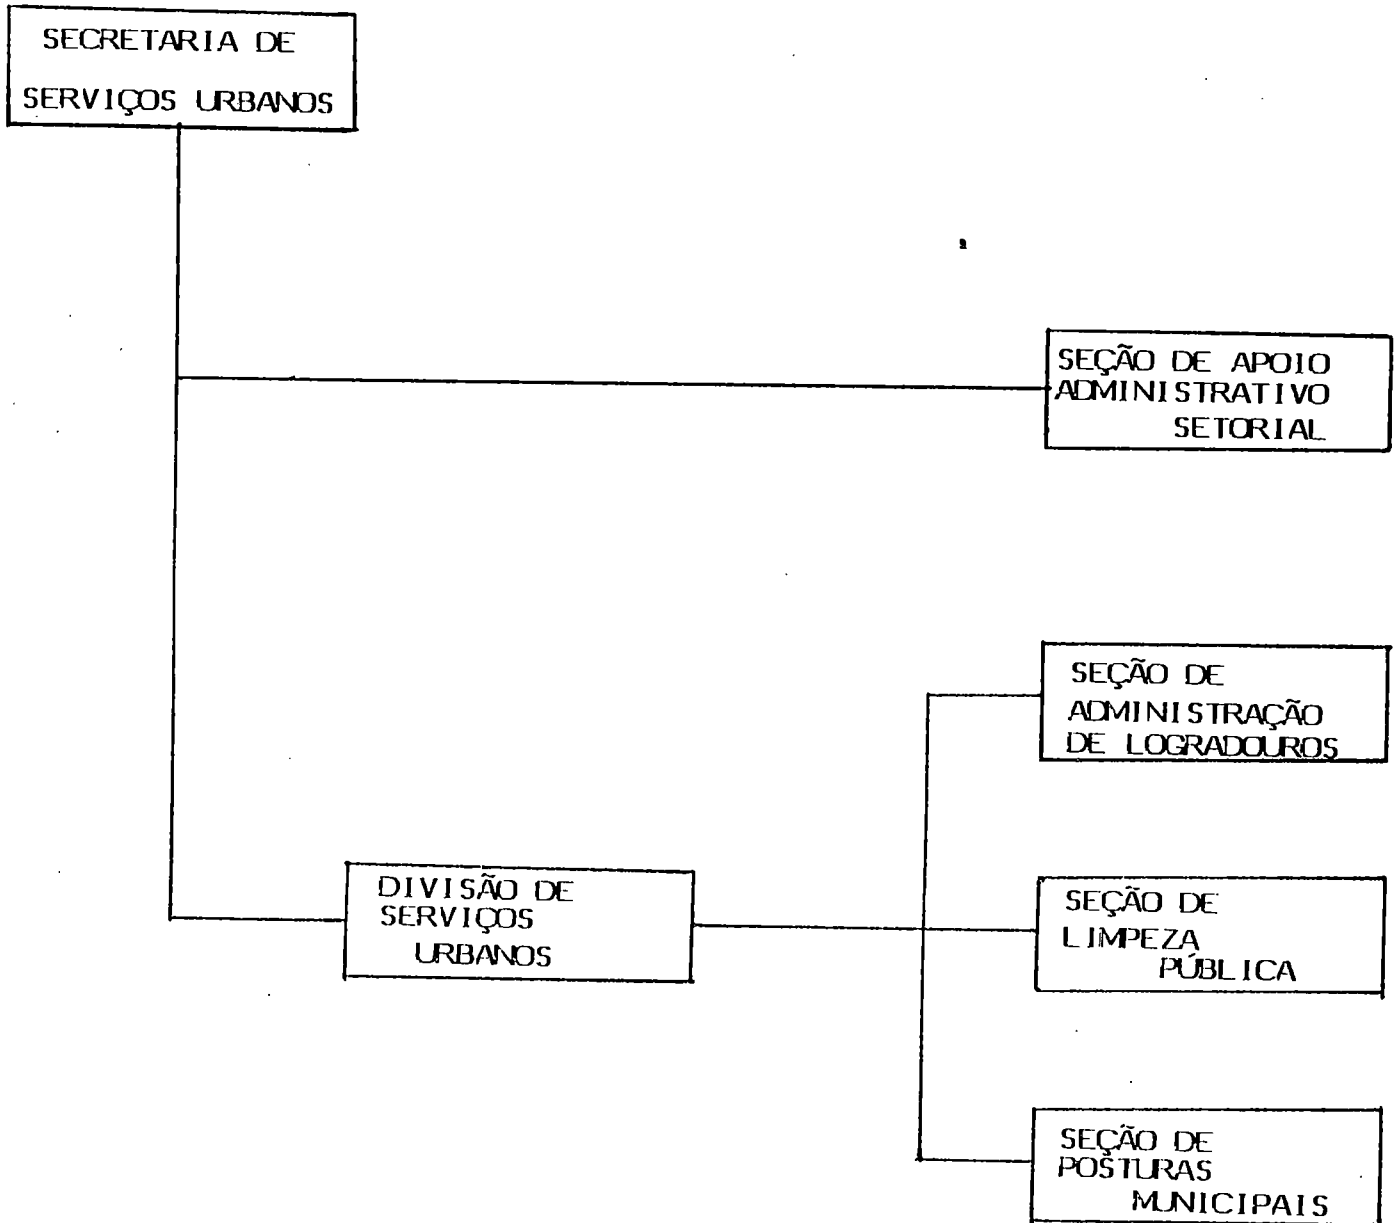 SECRETARIA DE
SERVIÇOS URBANOS
SEÇÃO DE APOIO
ADMINISTRATIVO
SETORIAL
SEÇÃO DE
ADMINISTRAÇÃO
DE LOGRADOUROS
DIVISÃO DE
SERVIÇOS
URBANOS
SEÇÃO DE
LIMPEZA
PÚBLICA
SEÇÃO DE
POSTURAS
MUNICIPAIS